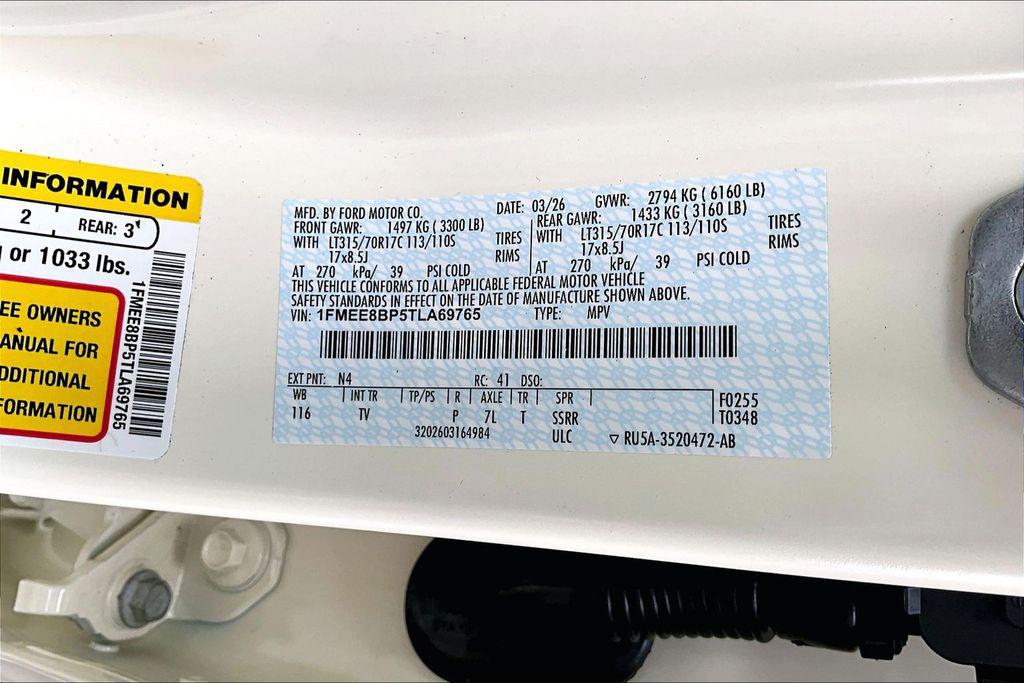 INFORMATION
2
REAR: 3
or 1033 lbs.
EE OWNERS
ANUAL FOR
DDITIONAL
FORMATION
1FMEE8BP5TLA69765
MFD. BY FORD MOTOR CO.
DATE: 03/26 GVWR: 2794 KG ( 6160 LB)
FRONT GAWR: 1497 KG ( 3300 LB)
WITH LT315/70R17C 113/110S TIRES
17x8.5J RIMS
AT 270 kPa/ 39 PSI COLD
REAR GAWR: 1433 KG ( 3160 LB)
WITH LT315/70R17C 113/110S TIRES
17x8.5J RIMS
AT 270 kPa/ 39 PSI COLD
THIS VEHICLE CONFORMS TO ALL APPLICABLE FEDERAL MOTOR VEHICLE
SAFETY STANDARDS IN EFFECT ON THE DATE OF MANUFACTURE SHOWN ABOVE.
VIN: 1FMEE8BP5TLA69765 TYPE: MPV
EXT PNT: N4 RC: 41 DSO:
WB INT TR TP/PS R AXLE TR SPR F0255
116 TV P 7L T SSRR T0348
3202603164984 ULC ▽ RU5A-3520472-AB